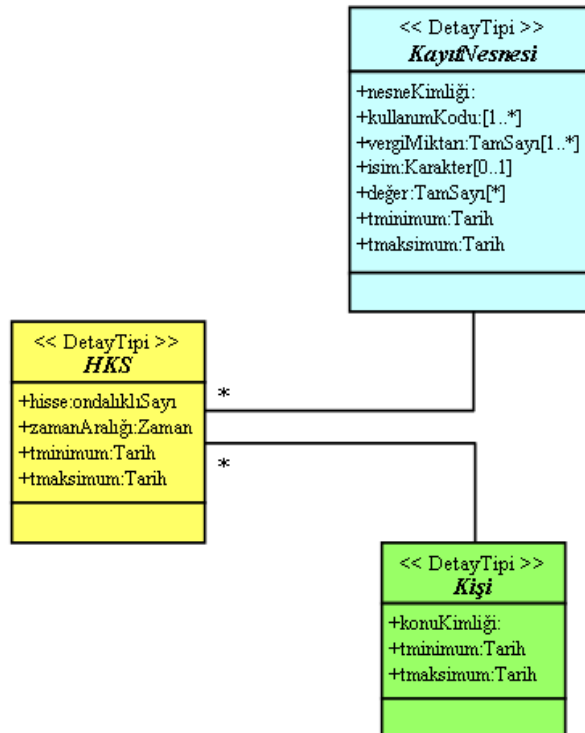 << DetayTipi >>
KayıtNesnesi
+nesneKimliği:
+kullanımKodu:[1..*]
+vergiMiktarı:TamSayı[1..*]
+isim:Karakter[0..1]
+değer:TamSayı[*]
+tminimum:Tarih
+tmaksimum:Tarih
<< DetayTipi >>
HKS
+hisse:ondalıklıSayı
+zamanAralığı:Zaman
+tminimum:Tarih
+tmaksimum:Tarih
*
*
<< DetayTipi >>
Kişi
+konuKimliği:
+tminimum:Tarih
+tmaksimum:Tarih